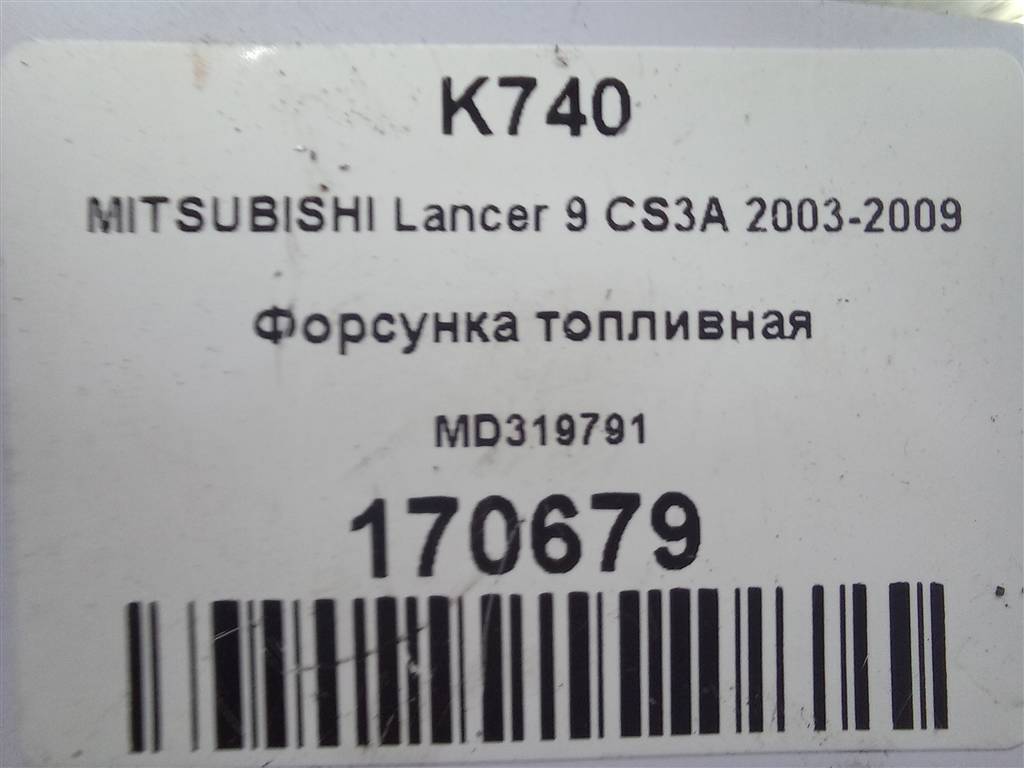 K740
MITSUBISHI Lancer 9 CS3A 2003-2009
Форсунка топливная
MD319791
170679